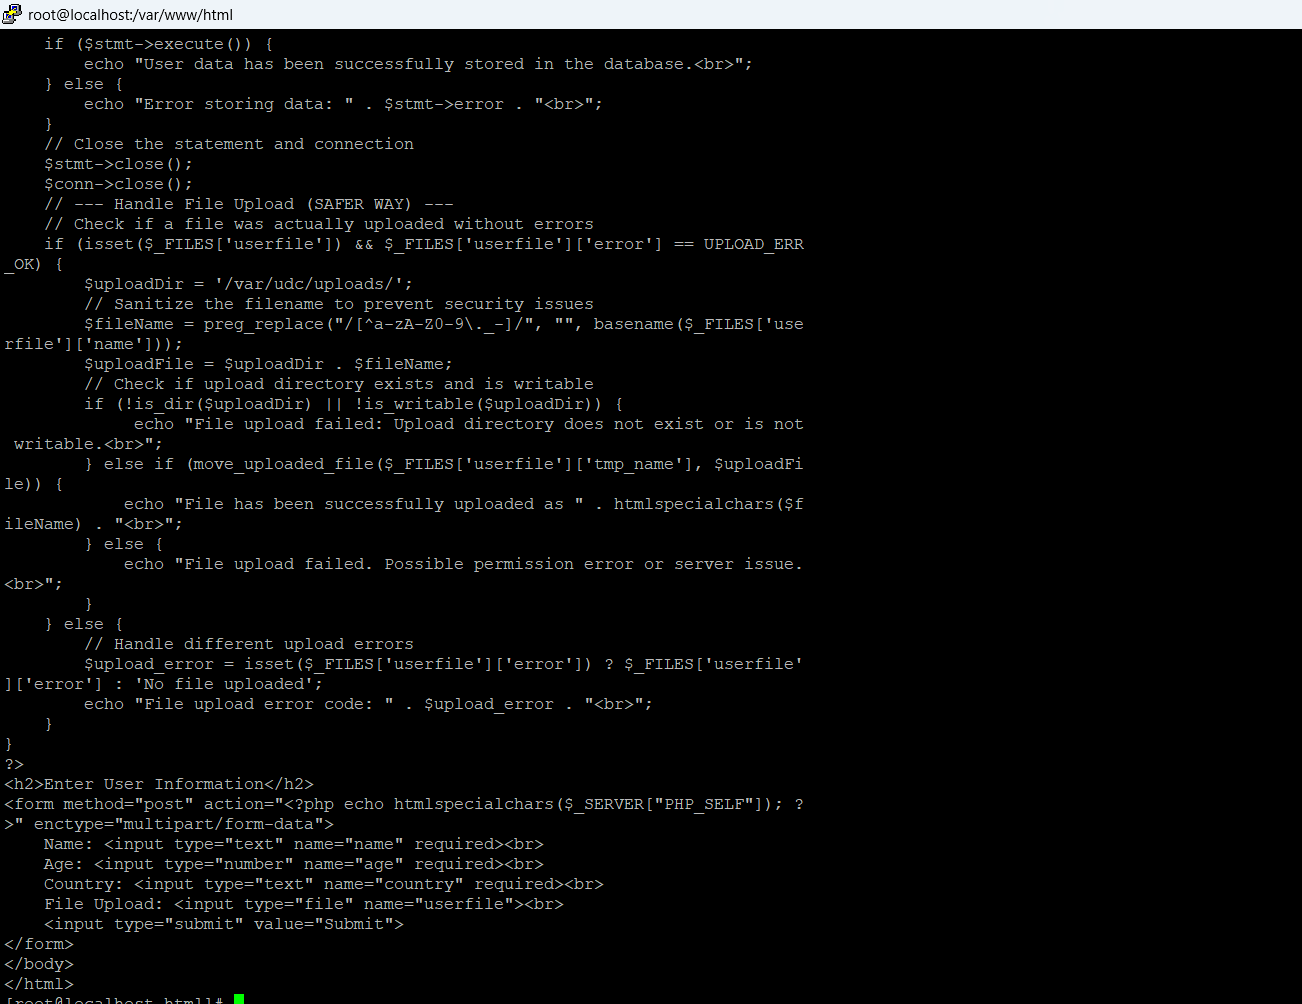 root@localhost:/var/www/html
    if ($stmt->execute()) {
        echo "User data has been successfully stored in the database.<br>";
    } else {
        echo "Error storing data: " . $stmt->error . "<br>";
    }
    // Close the statement and connection
    $stmt->close();
    $conn->close();
    // --- Handle File Upload (SAFER WAY) ---
    // Check if a file was actually uploaded without errors
    if (isset($_FILES['userfile']) && $_FILES['userfile']['error'] == UPLOAD_ERR
_OK) {
        $uploadDir = '/var/udc/uploads/';
        // Sanitize the filename to prevent security issues
        $fileName = preg_replace("/[^a-zA-Z0-9\._-]/", "", basename($_FILES['use
rfile']['name']));
        $uploadFile = $uploadDir . $fileName;
        // Check if upload directory exists and is writable
        if (!is_dir($uploadDir) || !is_writable($uploadDir)) {
             echo "File upload failed: Upload directory does not exist or is not
 writable.<br>";
        } else if (move_uploaded_file($_FILES['userfile']['tmp_name'], $uploadFi
le)) {
            echo "File has been successfully uploaded as " . htmlspecialchars($f
ileName) . "<br>";
        } else {
            echo "File upload failed. Possible permission error or server issue.
<br>";
        }
    } else {
        // Handle different upload errors
        $upload_error = isset($_FILES['userfile']['error']) ? $_FILES['userfile'
]['error'] : 'No file uploaded';
        echo "File upload error code: " . $upload_error . "<br>";
    }
}
?>
<h2>Enter User Information</h2>
<form method="post" action="<?php echo htmlspecialchars($_SERVER["PHP_SELF"]); ?
>" enctype="multipart/form-data">
    Name: <input type="text" name="name" required><br>
    Age: <input type="number" name="age" required><br>
    Country: <input type="text" name="country" required><br>
    File Upload: <input type="file" name="userfile"><br>
    <input type="submit" value="Submit">
</form>
</body>
</html>
[root@localhost html]#